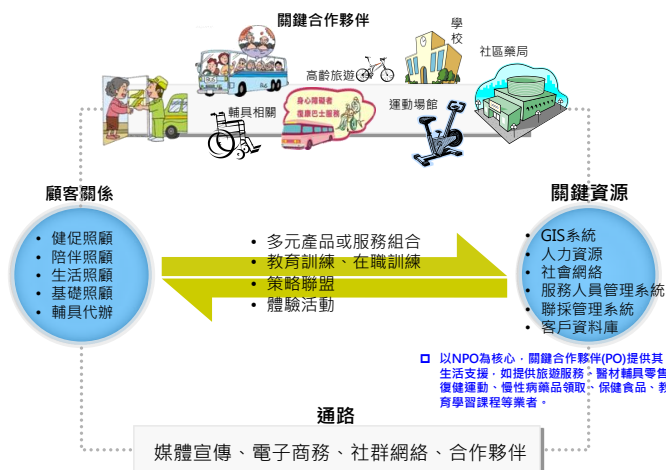 關鍵合作夥伴
學校
社區藥局
高齡旅遊
輔具相關
身心障礙者
復康巴士服務
運動場館
顧客關係
• 健促照顧
• 陪伴照顧
• 生活照顧
• 基礎照顧
• 輔具代辦
• 多元產品或服務組合
• 教育訓練、在職訓練
• 策略聯盟
• 體驗活動
關鍵資源
• GIS系統
• 人力資源
• 社會網絡
• 服務人員管理系統
• 聯採管理系統
• 客戶資料庫
以NPO為核心,關鍵合作夥伴(PO)提供其
生活支援,如提供旅遊服務、醫材輔具零售
復健運動、慢性病藥品領取、保健食品、教
育學習課程等業者。
通路
媒體宣傳、電子商務、社群網絡、合作夥伴